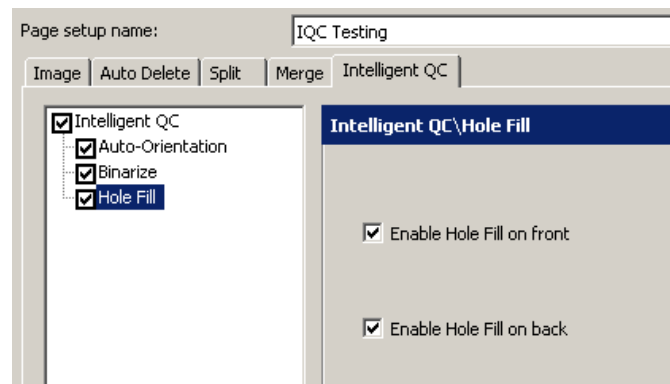 Page setup name: IQC Testing
Image Auto Delete Split Merge Intelligent QC
Intelligent QC
Auto-Orientation
Binarize
Hole Fill
Intelligent QC\Hole Fill
Enable Hole Fill on front
Enable Hole Fill on back